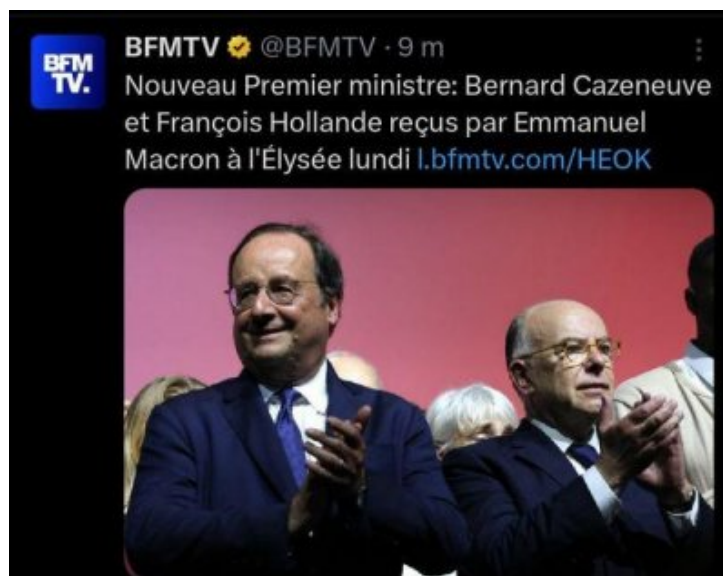 BFM
TV.
BFMTV @BFMTV · 9 m
Nouveau Premier ministre: Bernard Cazeneuve
et François Hollande reçus par Emmanuel
Macron à l'Élysée lundi l.bfmtv.com/HEOK